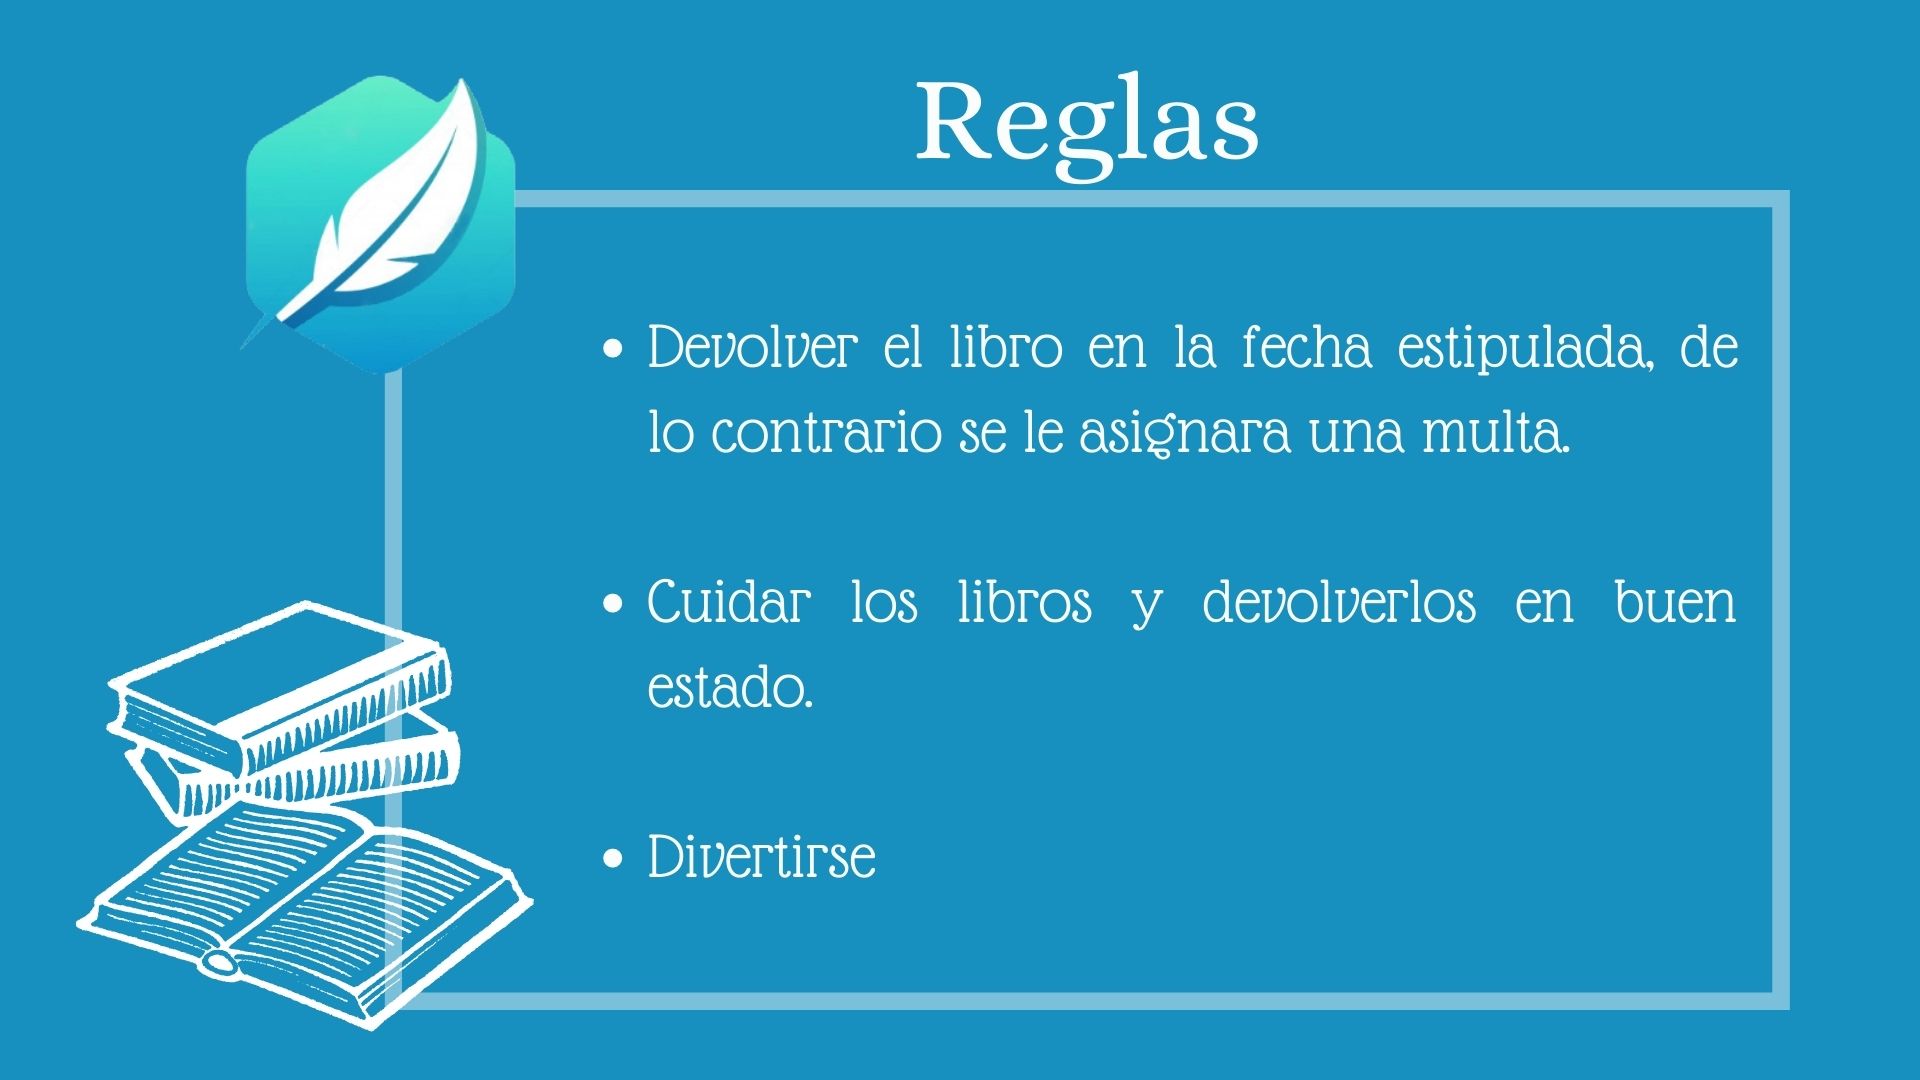 Reglas
• Devolver el libro en la fecha estipulada, de
lo contrario se le asignara una multa.
• Cuidar los libros y devolverlos en buen
estado.
• Divertirse